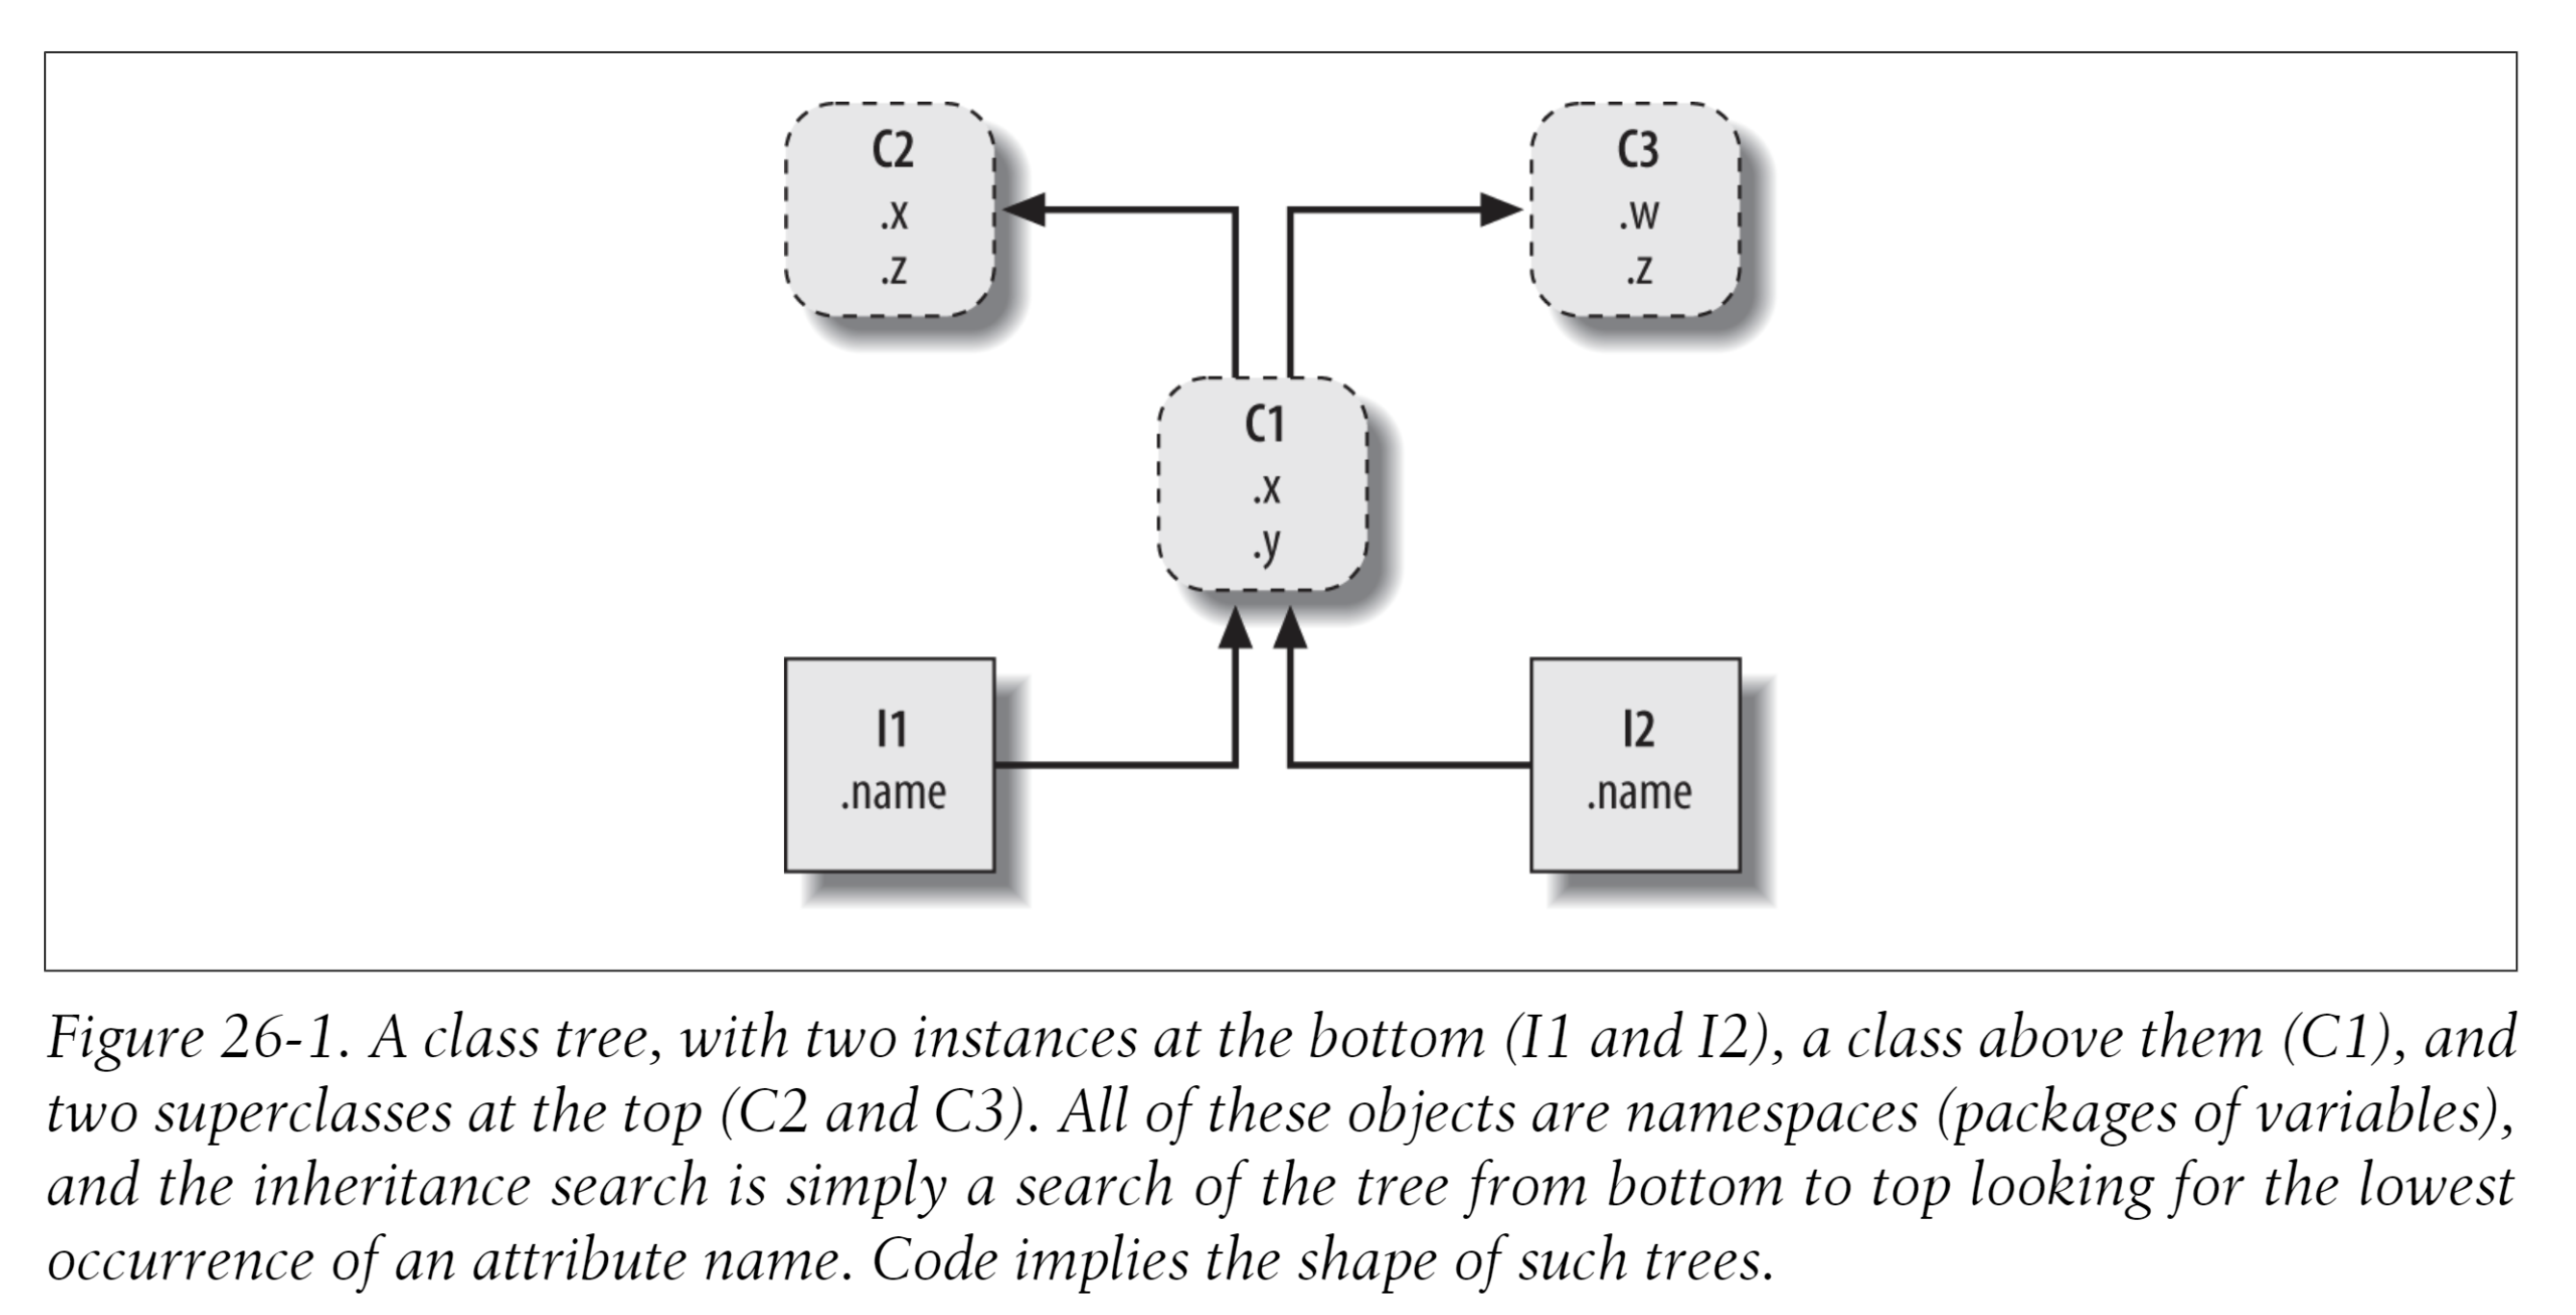 C2
.x
.z
C3
.w
.z
C1
.x
.y
I1
.name
I2
.name
Figure 26-1. A class tree, with two instances at the bottom (I1 and I2), a class above them (C1), and
two superclasses at the top (C2 and C3). All of these objects are namespaces (packages of variables),
and the inheritance search is simply a search of the tree from bottom to top looking for the lowest
occurrence of an attribute name. Code implies the shape of such trees.